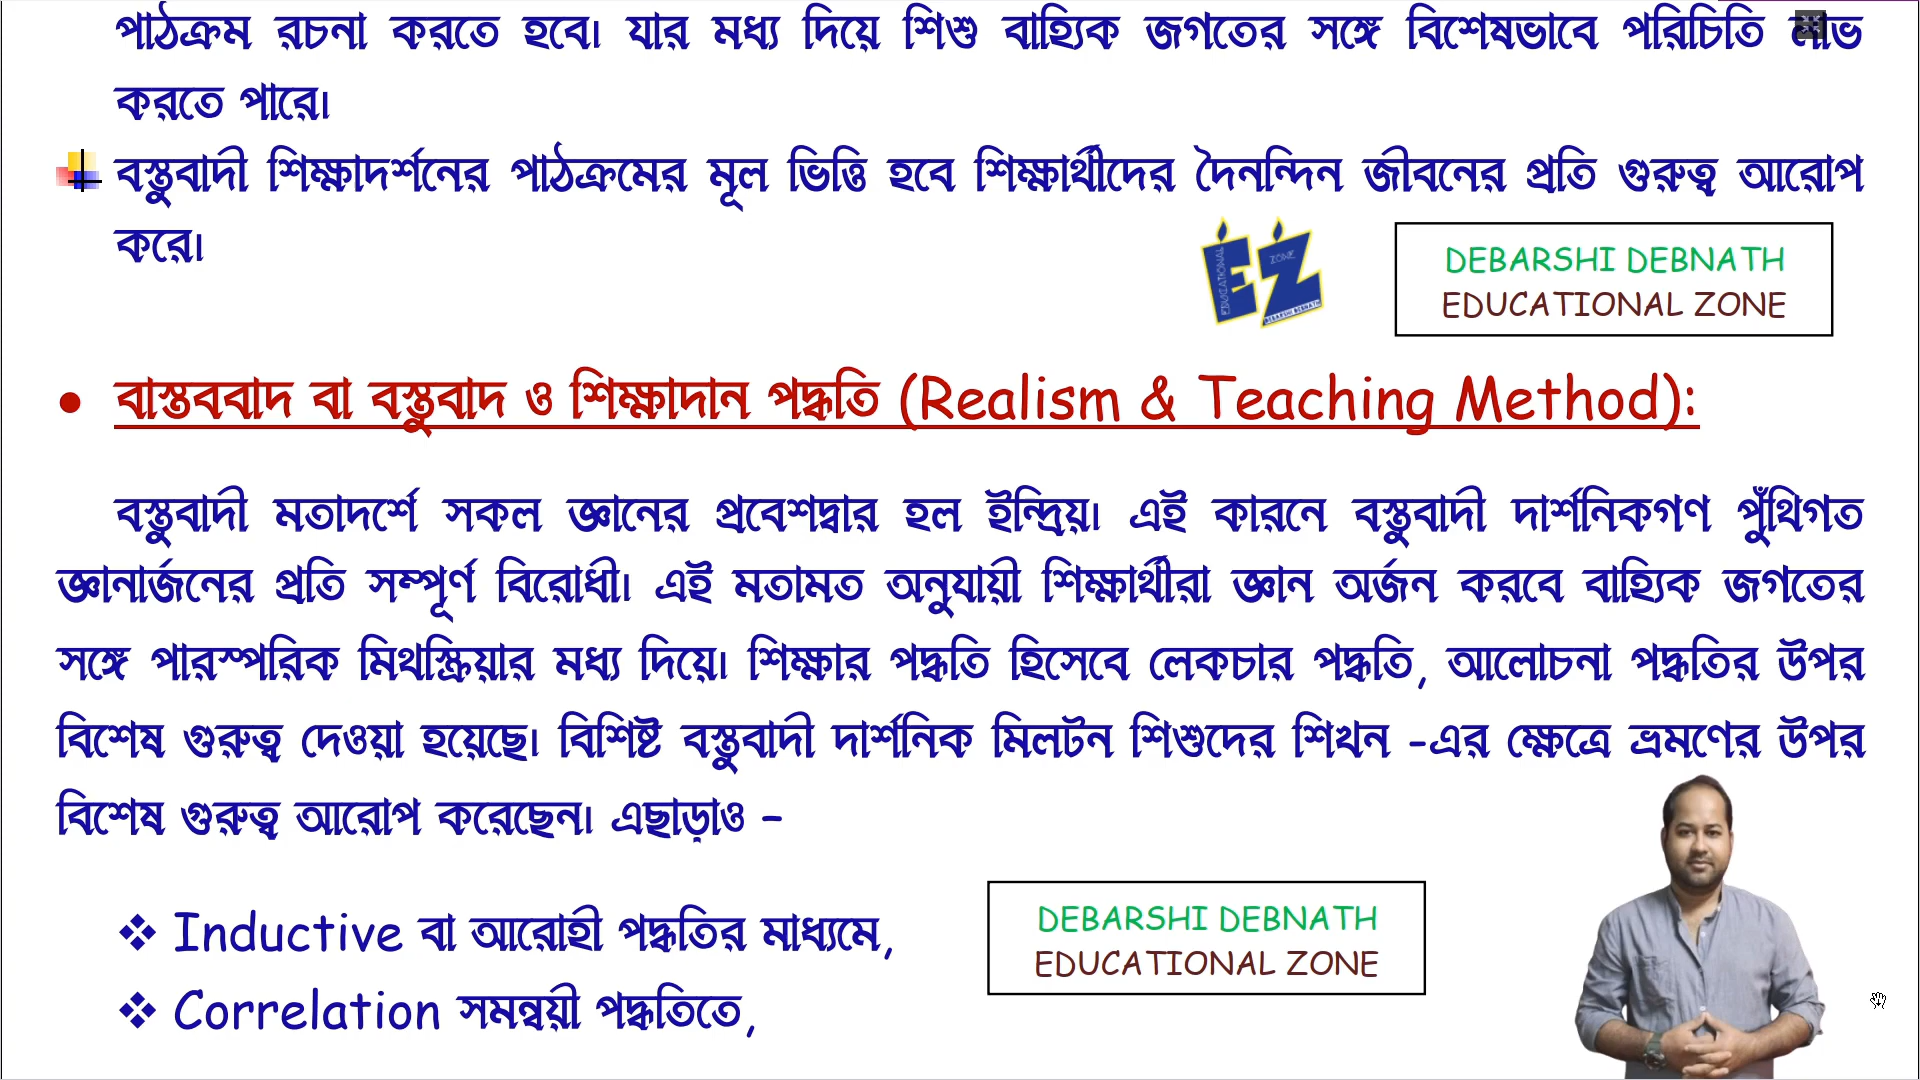 পাঠক্রম রচনা করতে হবে। যার মধ্য দিয়ে শিশু বাহ্যিক জগতের সঙ্গে বিশেষভাবে পরিচিতি লাভ
করতে পারে।
বস্তুবাদী শিক্ষাদর্শনের পাঠক্রমের মূল ভিত্তি হবে শিক্ষার্থীদের দৈনন্দিন জীবনের প্রতি গুরুত্ব আরোপ
করে।
EDUCATIONAL
ZONE
EZ
DEBARSHI DEBNATH
DEBARSHI DEBNATH
EDUCATIONAL ZONE
• বাস্তববাদ বা বস্তুবাদ ও শিক্ষাদান পদ্ধতি (Realism & Teaching Method):
বস্তুবাদী মতাদর্শে সকল জ্ঞানের প্রবেশদ্বার হল ইন্দ্রিয়। এই কারনে বস্তুবাদী দার্শনিকগণ পুঁথিগত
জ্ঞানার্জনের প্রতি সম্পূর্ণ বিরোধী। এই মতামত অনুযায়ী শিক্ষার্থীরা জ্ঞান অর্জন করবে বাহ্যিক জগতের
সঙ্গে পারস্পরিক মিথস্ক্রিয়ার মধ্য দিয়ে। শিক্ষার পদ্ধতি হিসেবে লেকচার পদ্ধতি, আলোচনা পদ্ধতির উপর
বিশেষ গুরুত্ব দেওয়া হয়েছে। বিশিষ্ট বস্তুবাদী দার্শনিক মিলটন শিশুদের শিখন -এর ক্ষেত্রে ভ্রমণের উপর
বিশেষ গুরুত্ব আরোপ করেছেন। এছাড়াও –
❖ Inductive বা আরোহী পদ্ধতির মাধ্যমে,
DEBARSHI DEBNATH
EDUCATIONAL ZONE
❖ Correlation সমন্বয়ী পদ্ধতিতে,